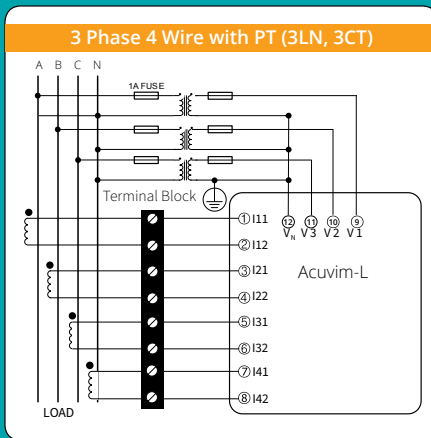 3 Phase 4 Wire with PT (3LN, 3CT)
A B C N
1A FUSE
Terminal Block
12 11 10 9
VN V3 V2 V1
Acuvim-L
① I11
② I12
③ I21
④ I22
⑤ I31
⑥ I32
⑦ I41
⑧ I42
LOAD